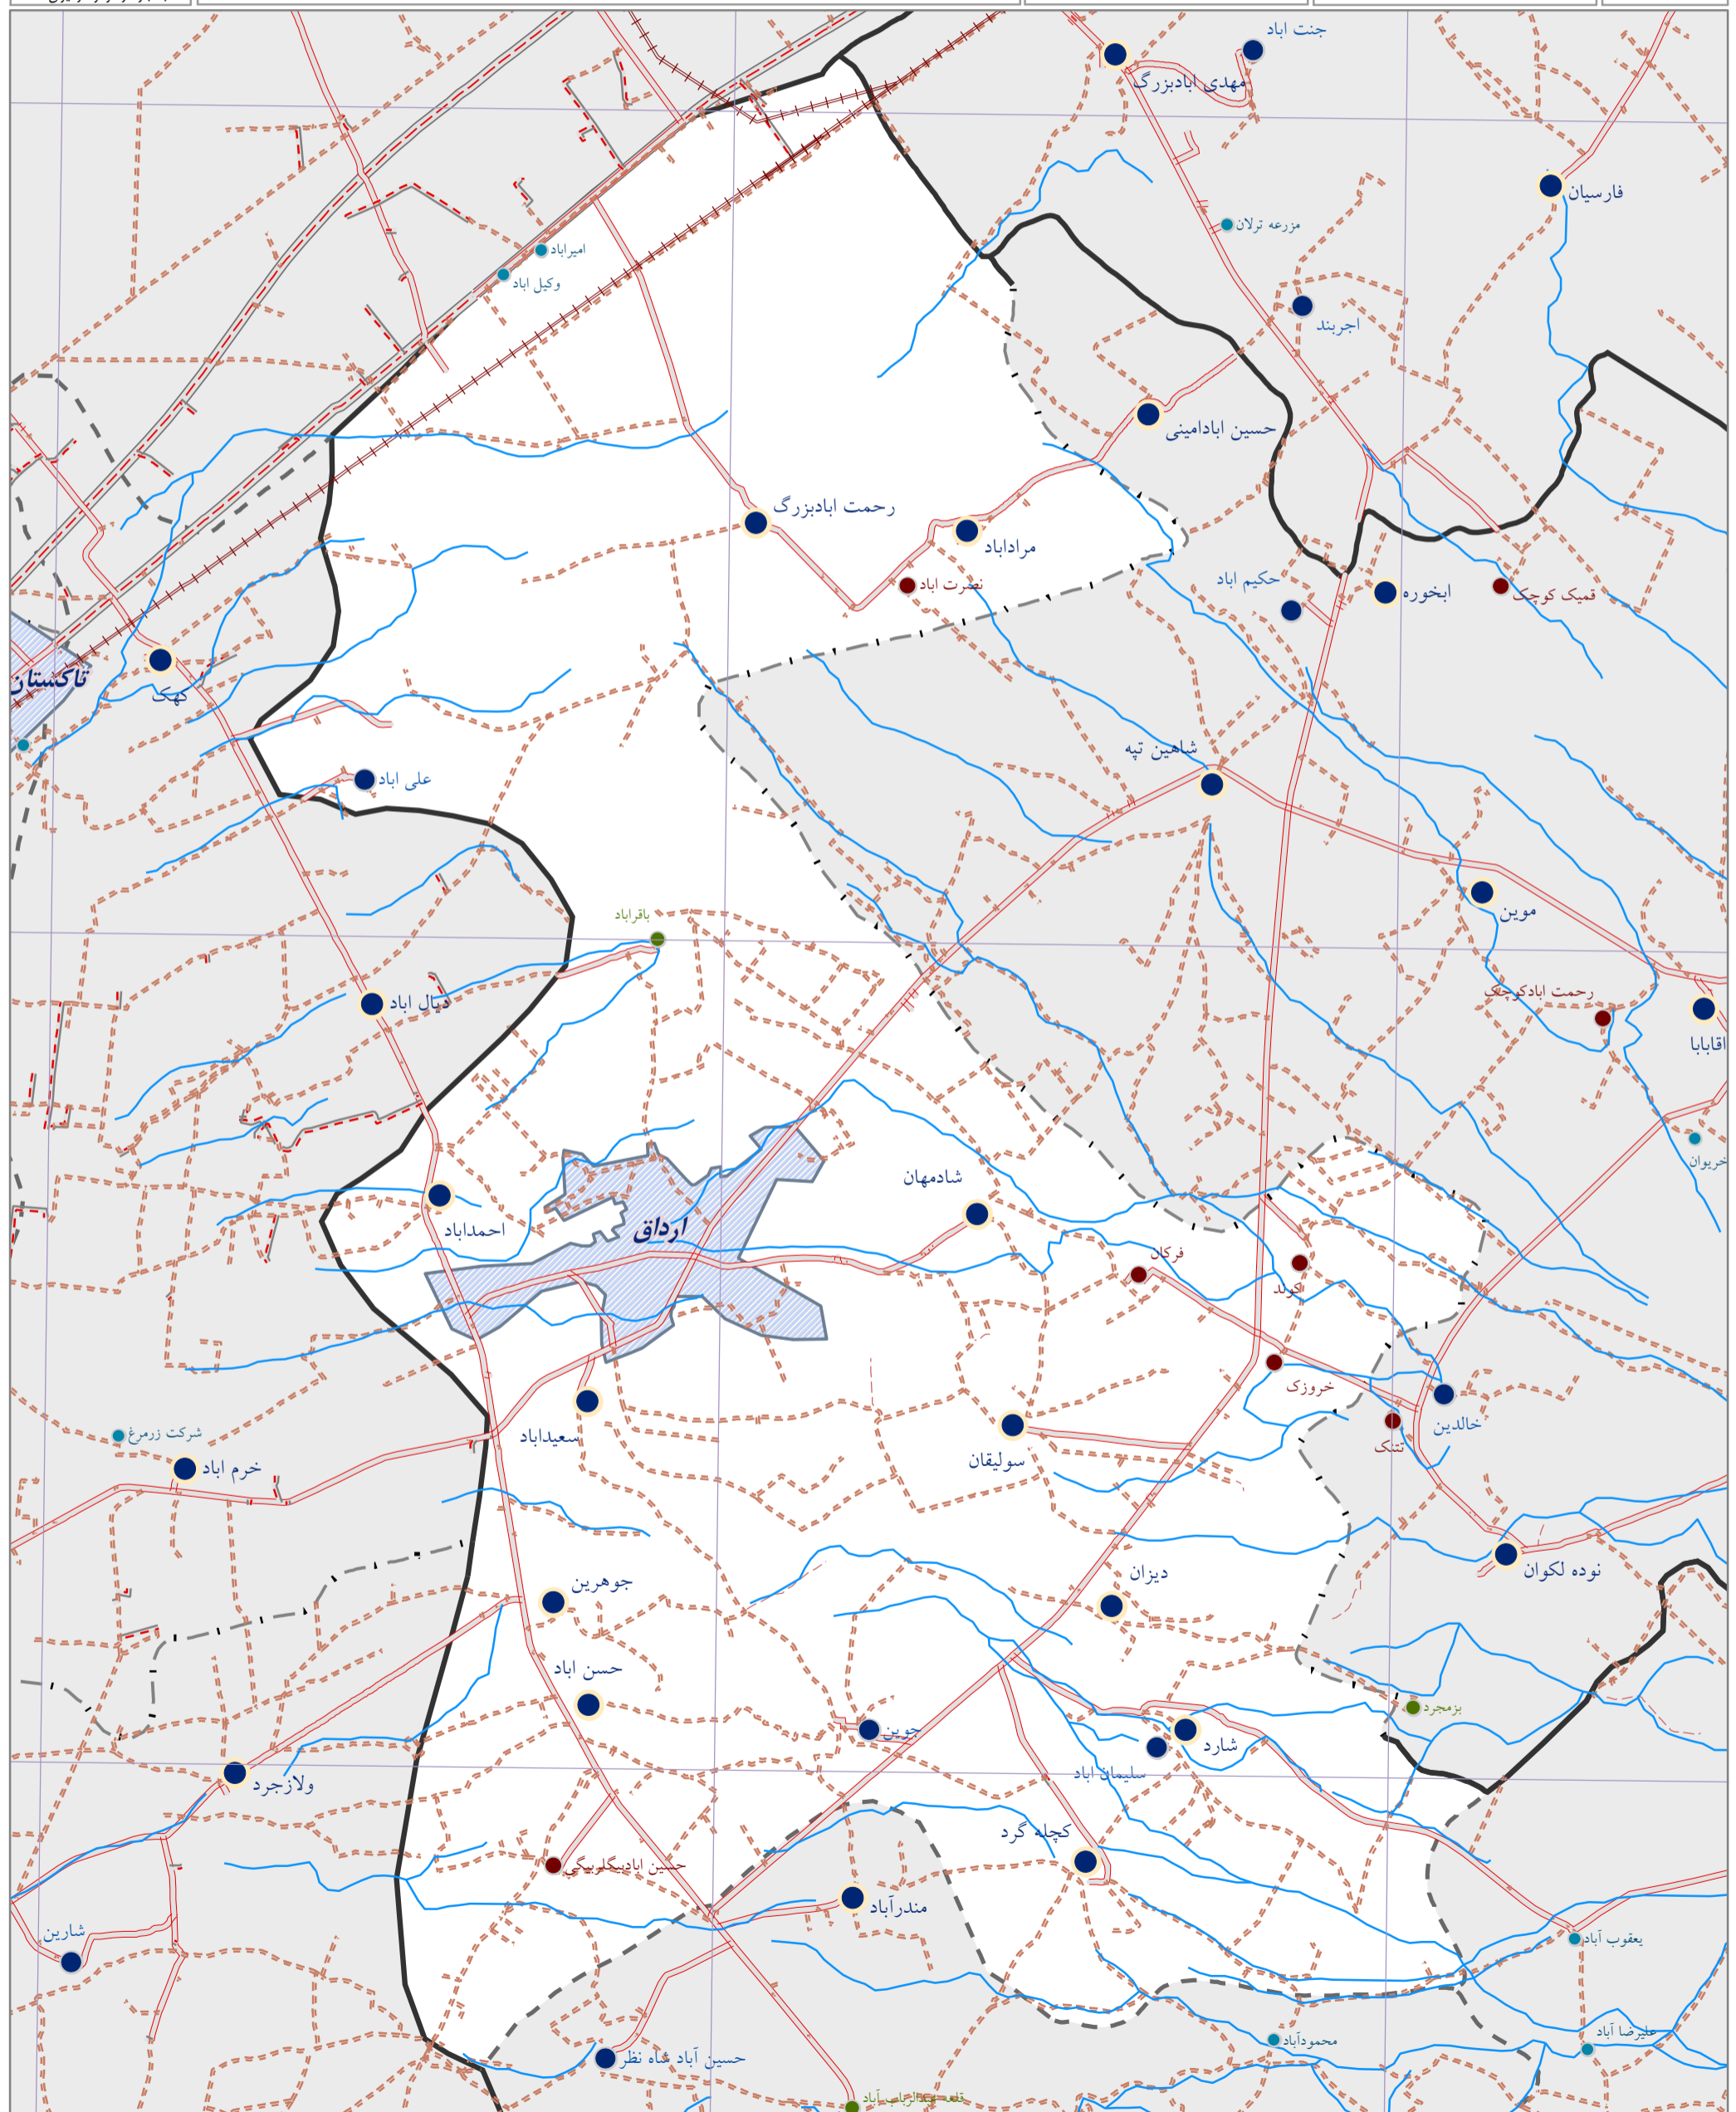 جنت اباد
مهدی ابادبزرگ
فارسیان
مزرعه ترلان
امیراباد
وکیل اباد
اجربند
حسین ابادامینی
رحمت ابادبزرگ
مراداباد
نصرت اباد
حکیم اباد
ابخوره
قمیک کوچک
تاکستان
کهک
شاهین تپه
علی اباد
موین
باقراباد
رحمت ابادکوچک
دیال اباد
اقابابا
خریوان
شادمهان
احمداباد
ارداق
فرکان
کوند
خروزک
خالدین
تتنک
شرکت زرمرغ
سعیداباد
خرم اباد
سولیقان
نوده لکوان
دیزان
جوهرین
حسن اباد
بزمجرد
جوین
شارد
سلیمان اباد
ولازجرد
کچله گرد
حسین ابادبیکلربیگی
مندرآباد
شارین
یعقوب آباد
علیرضا آباد
محمودآباد
حسین آباد شاه نظر